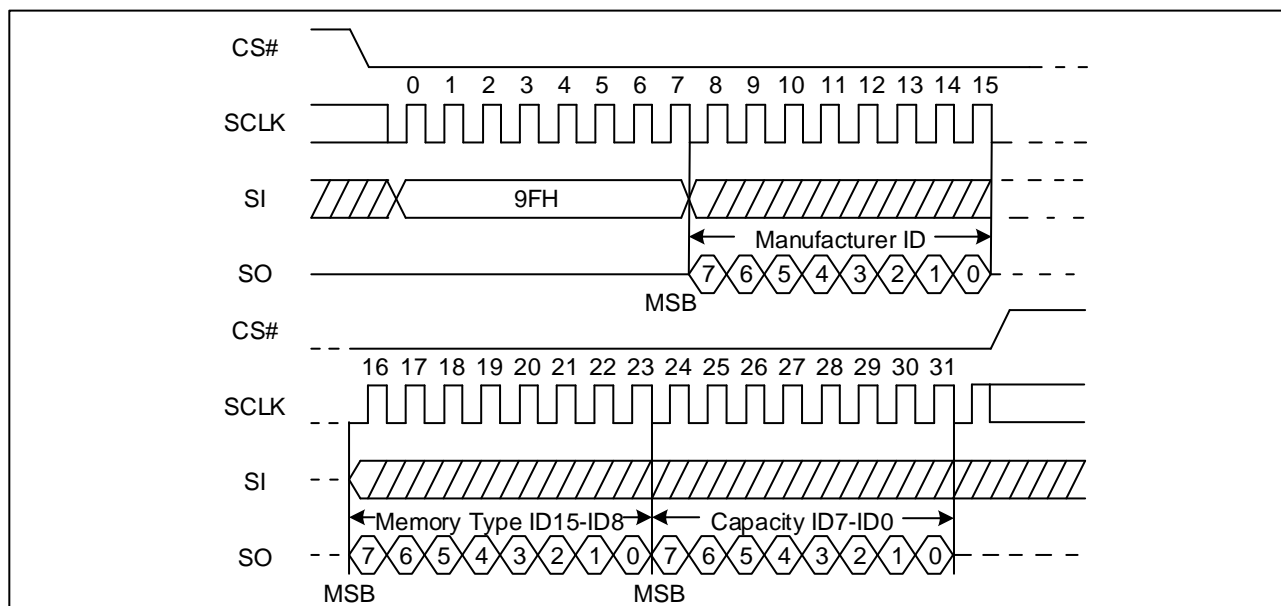 CS#
0 1 2 3 4 5 6 7 8 9 10 11 12 13 14 15
SCLK
SI 9FH
Manufacturer ID
SO 7 6 5 4 3 2 1 0
MSB
CS#
16 17 18 19 20 21 22 23 24 25 26 27 28 29 30 31
SCLK
SI
Memory Type ID15-ID8 Capacity ID7-ID0
SO 7 6 5 4 3 2 1 0 7 6 5 4 3 2 1 0
MSB MSB